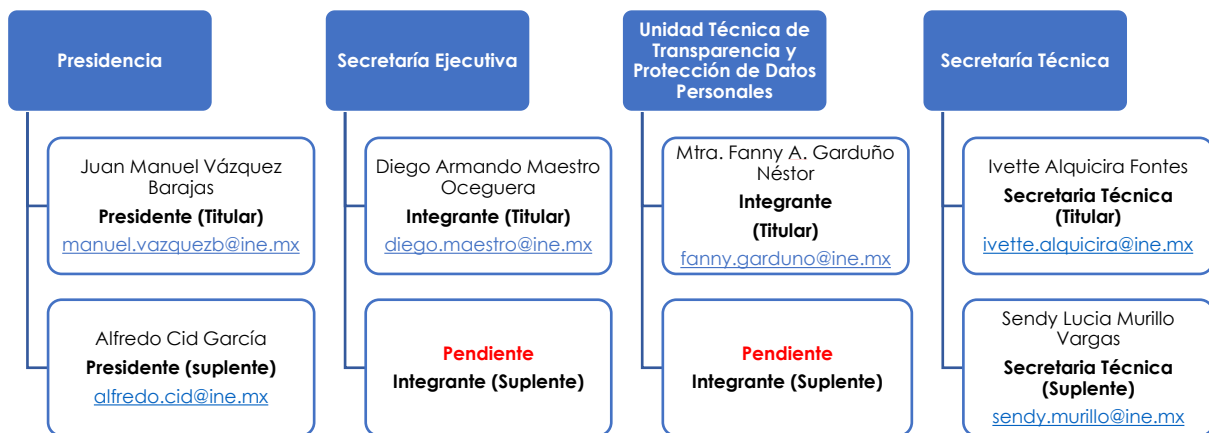 Presidencia
Juan Manuel Vázquez
Barajas
Presidente (Titular)
manuel.vazquezb@ine.mx
Alfredo Cid García
Presidente (suplente)
alfredo.cid@ine.mx
Secretaría Ejecutiva
Diego Armando Maestro
Oceguera
Integrante (Titular)
diego.maestro@ine.mx
Pendiente
Integrante (Suplente)
Unidad Técnica de
Transparencia y
Protección de Datos
Personales
Mtra. Fanny A. Garduño
Néstor
Integrante
(Titular)
fanny.garduno@ine.mx
Pendiente
Integrante (Suplente)
Secretaría Técnica
Ivette Alquicira Fontes
Secretaria Técnica
(Titular)
ivette.alquicira@ine.mx
Sendy Lucia Murillo
Vargas
Secretaria Técnica
(Suplente)
sendy.murillo@ine.mx